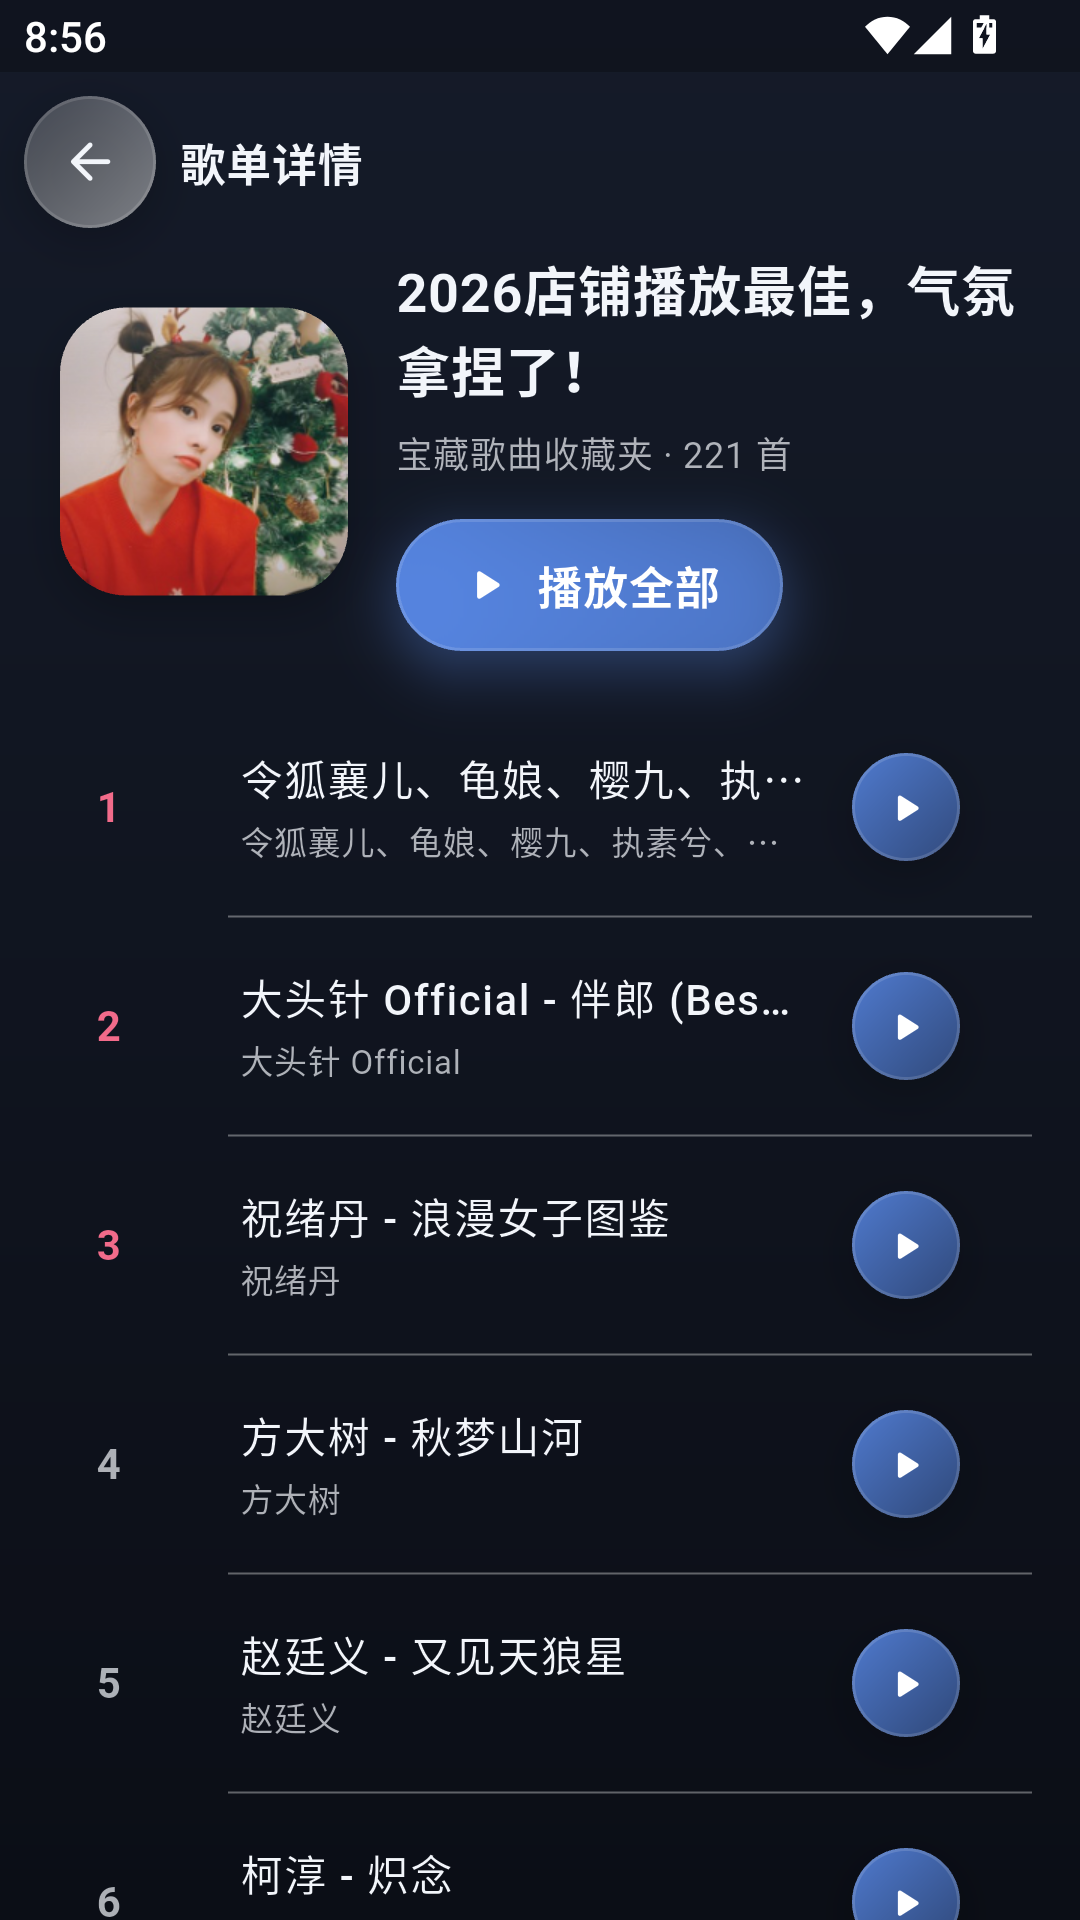 8:56
歌单详情
2026店铺播放最佳，气氛
拿捏了！
宝藏歌曲收藏夹 · 221 首
播放全部
1
令狐襄儿、龟娘、樱九、执…
令狐襄儿、龟娘、樱九、执素兮、…
2
大头针 Official - 伴郎 (Bes…
大头针 Official
3
祝绪丹 - 浪漫女子图鉴
祝绪丹
4
方大树 - 秋梦山河
方大树
5
赵廷义 - 又见天狼星
赵廷义
6
柯淳 - 炽念